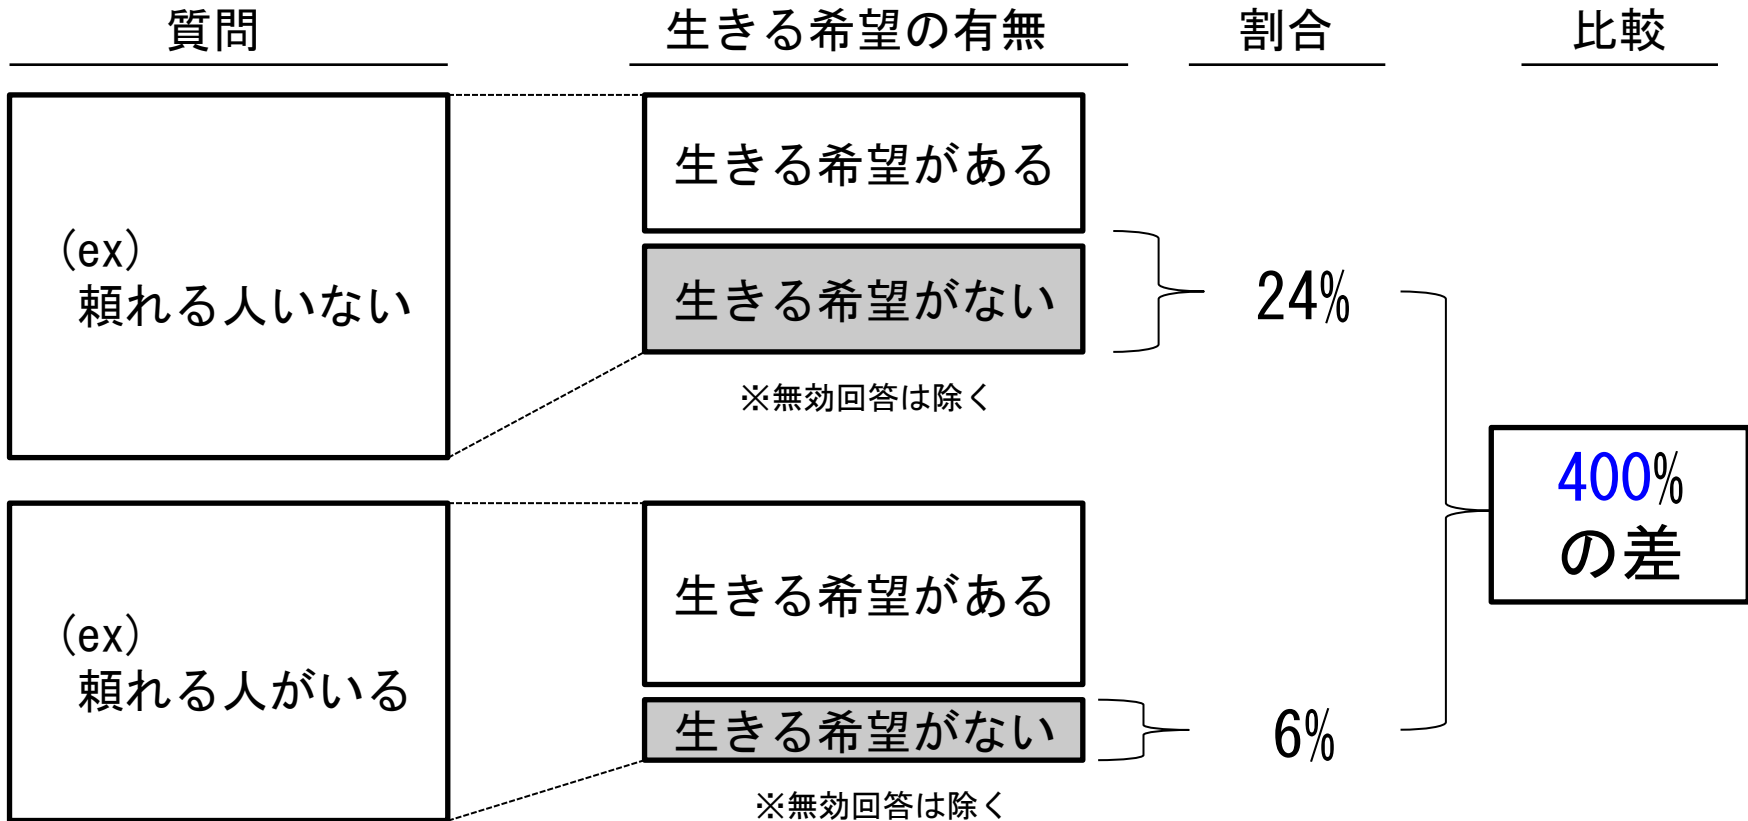 質問
生きる希望の有無
割合
比較
(ex)
頼れる人いない
生きる希望がある
生きる希望がない
※無効回答は除く
24%
(ex)
頼れる人がいる
生きる希望がある
生きる希望がない
※無効回答は除く
6%
400%
の差